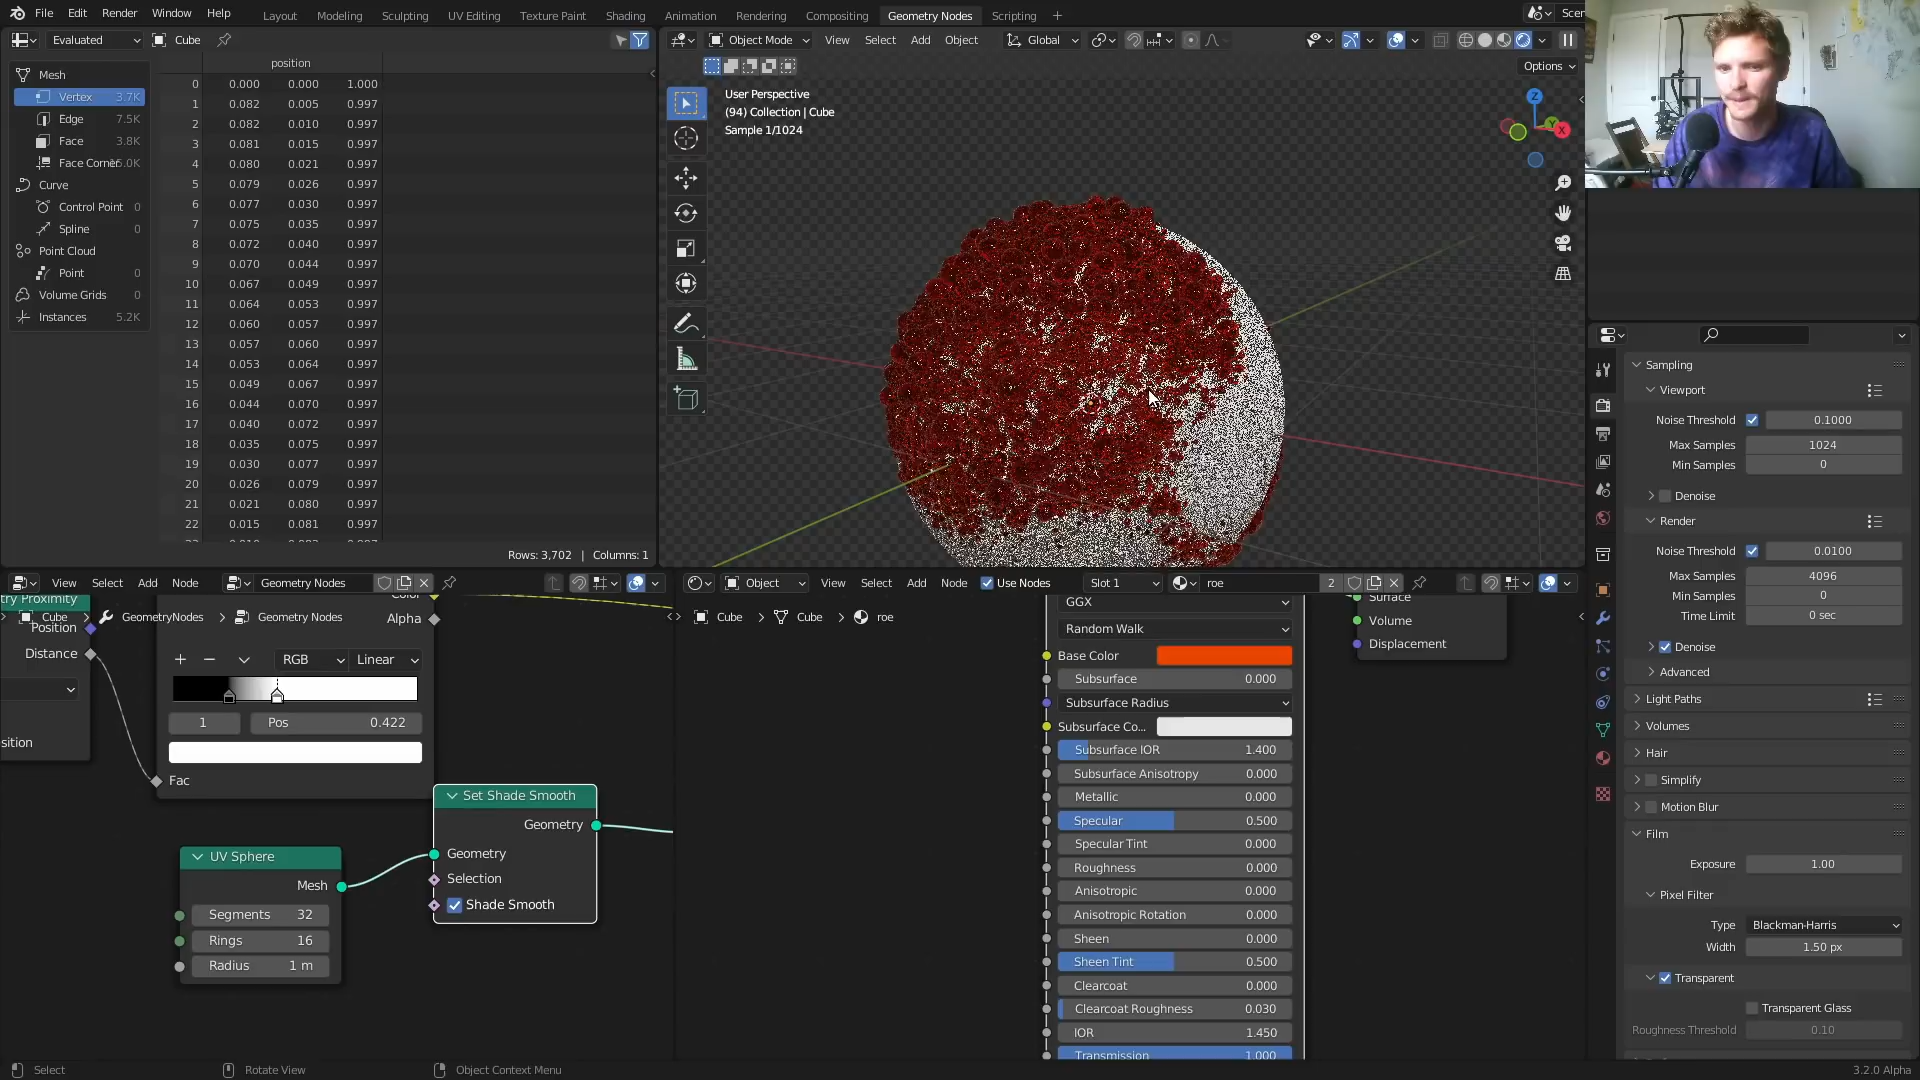 File Edit Render Window Help
Layout Modeling Sculpting UV Editing Texture Paint Shading Animation Rendering Compositing Geometry Nodes Scripting +
Scen
Evaluated Cube
Object Mode View Select Add Object Global
Options
Mesh
Vertex 3.7K
Edge 7.5K
Face 3.8K
Curve
Control Point 0
Spline 0
Point Cloud
Point 0
Volume Grids 0
Instances 5.2K
position
0 0.000 0.000 1.000
1 0.082 0.005 0.997
2 0.082 0.010 0.997
3 0.081 0.015 0.997
4 0.080 0.021 0.997
5 0.079 0.026 0.997
6 0.077 0.030 0.997
7 0.075 0.035 0.997
8 0.072 0.040 0.997
9 0.070 0.044 0.997
10 0.067 0.049 0.997
11 0.064 0.053 0.997
12 0.060 0.057 0.997
13 0.057 0.060 0.997
14 0.053 0.064 0.997
15 0.049 0.067 0.997
16 0.044 0.070 0.997
17 0.040 0.072 0.997
18 0.035 0.075 0.997
19 0.030 0.077 0.997
20 0.026 0.079 0.997
21 0.021 0.080 0.997
22 0.015 0.081 0.997
Rows: 3,702 | Columns: 1
User Perspective
(94) Collection | Cube
Sample 1/1024
Z
Y
X
Sampling
Viewport
Noise Threshold 0.1000
Max Samples 1024
Min Samples 0
Denoise
Render
Noise Threshold 0.0100
Max Samples 4096
Min Samples 0
Time Limit 0 sec
Denoise
Advanced
Light Paths
Volumes
Hair
Simplify
Motion Blur
Film
Exposure 1.00
Pixel Filter
Type Blackman-Harris
Width 1.50 px
Transparent
Transparent Glass
Roughness Threshold 0.10
View Select Add Node Geometry Nodes
try Proximity
Cube GeometryNodes Geometry Nodes
Position
Distance
sition
Alpha
RGB Linear
1 Pos 0.422
Fac
Set Shade Smooth
Geometry
Geometry
Selection
Shade Smooth
UV Sphere
Mesh
Segments 32
Rings 16
Radius 1 m
Object View Select Add Node Use Nodes Slot 1 roe 2
Cube Cube roe
GGX
Random Walk
Base Color
Subsurface 0.000
Subsurface Radius
Subsurface Co...
Subsurface IOR 1.400
Subsurface Anisotropy 0.000
Metallic 0.000
Specular 0.500
Specular Tint 0.000
Roughness 0.000
Anisotropic 0.000
Anisotropic Rotation 0.000
Sheen 0.000
Sheen Tint 0.500
Clearcoat 0.000
Clearcoat Roughness 0.030
IOR 1.450
Transmission 1.000
Surface
Volume
Displacement
Select Rotate View Object Context Menu 3.2.0 Alpha